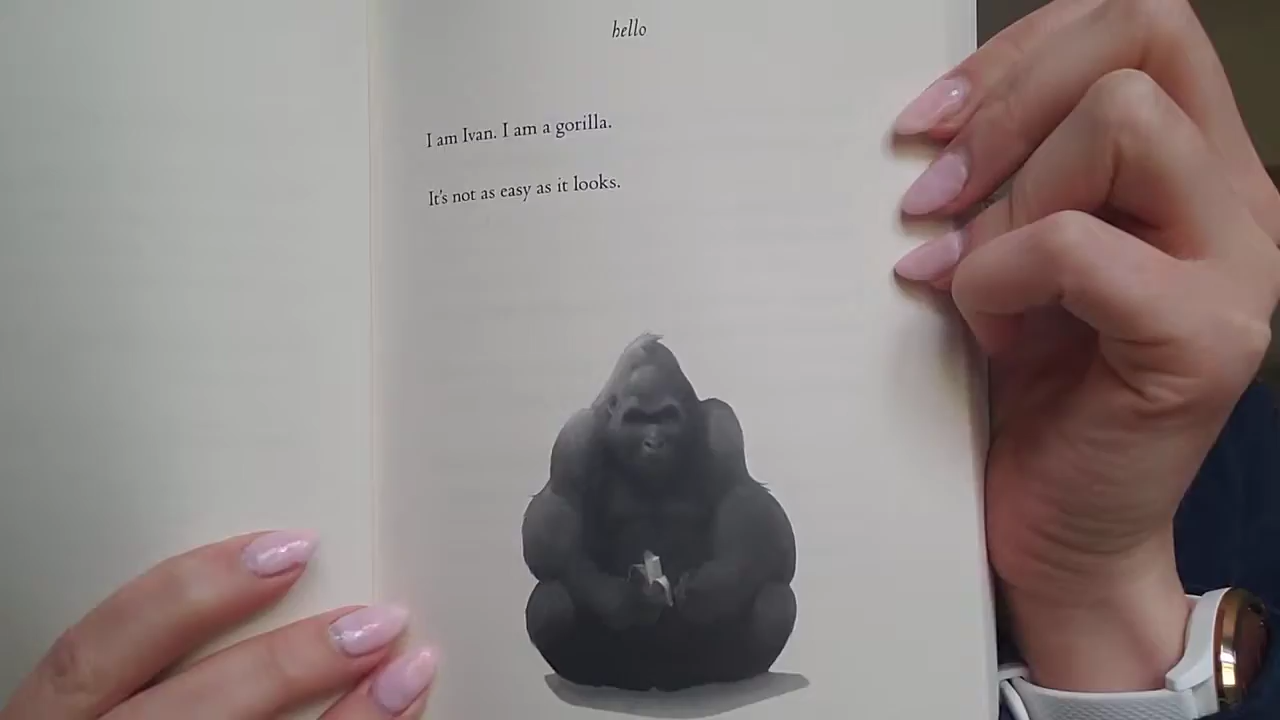 hello
I am Ivan. I am a gorilla.
It's not as easy as it looks.